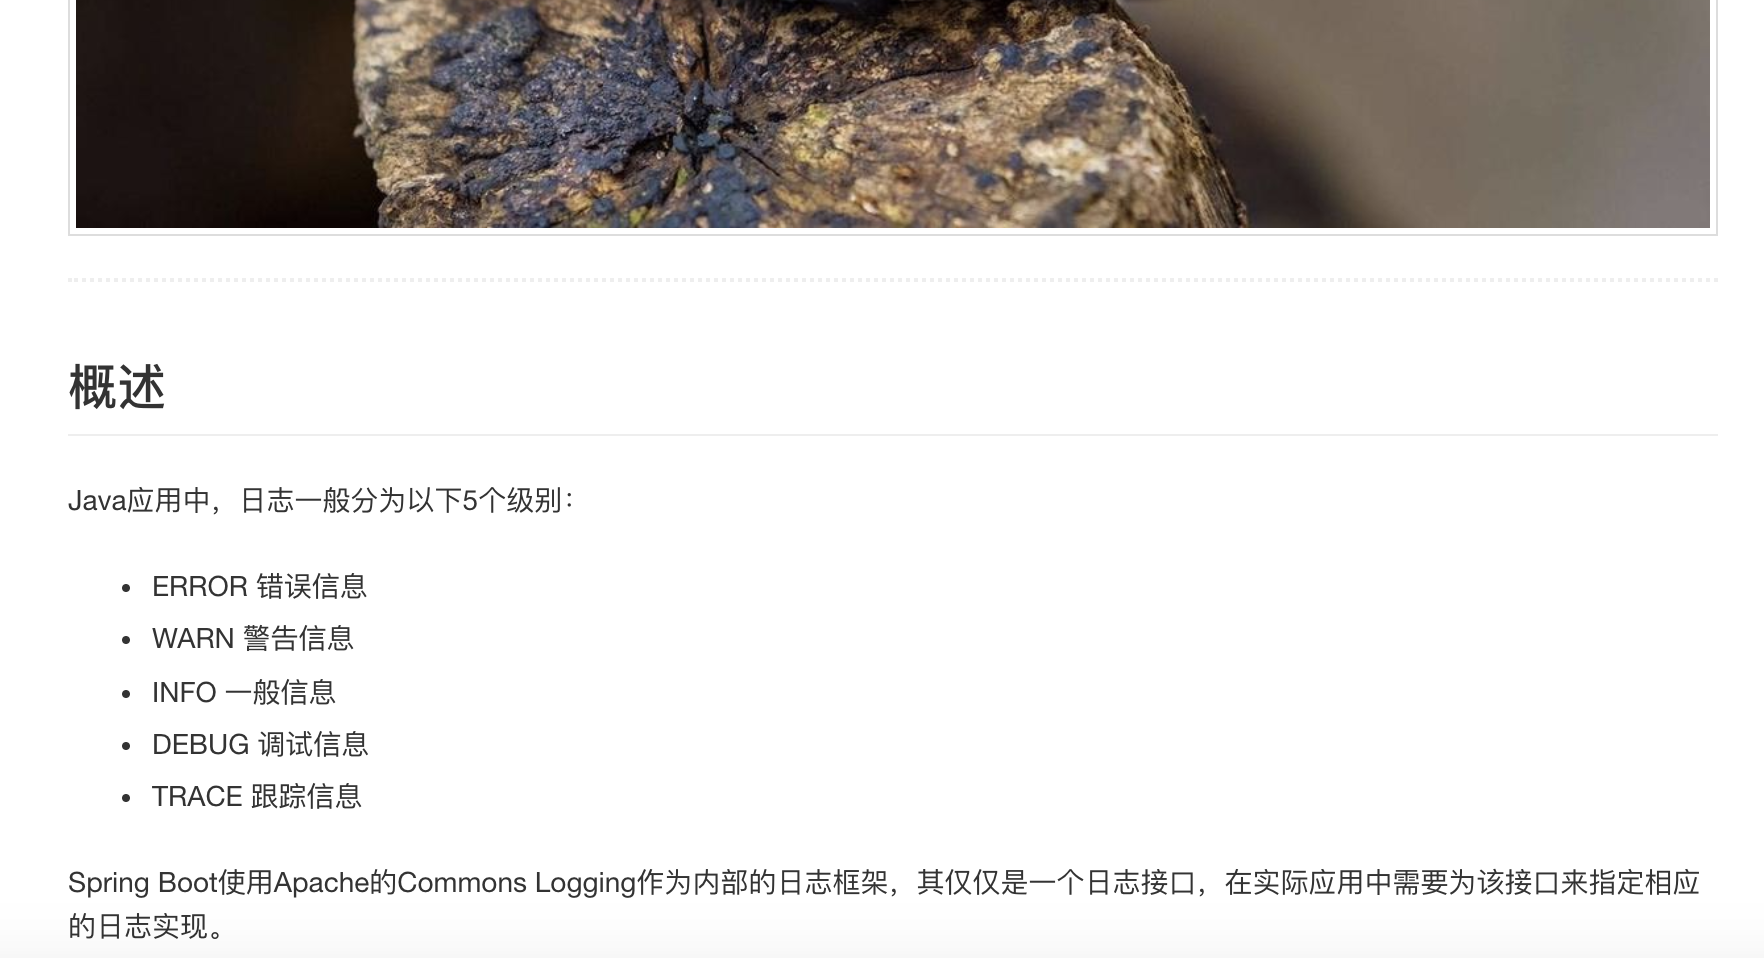 概述
Java应用中，日志一般分为以下5个级别：
ERROR 错误信息
WARN 警告信息
INFO 一般信息
DEBUG 调试信息
TRACE 跟踪信息
Spring Boot使用Apache的Commons Logging作为内部的日志框架，其仅仅是一个日志接口，在实际应用中需要为该接口来指定相应
的日志实现。